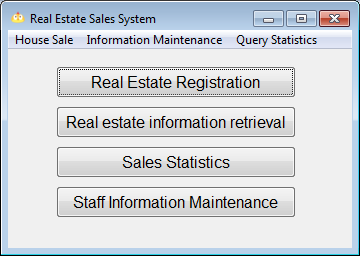 Real Estate Sales System
House Sale Information Maintenance Query Statistics
Real Estate Registration
Real estate information retrieval
Sales Statistics
Staff Information Maintenance